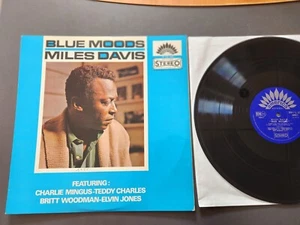 BLUE MOODS
MILES DAVIS
STEREO
FEATURING:
CHARLIE MINGUS-TEDDY CHARLES
BRITT WOODMAN-ELVIN JONES